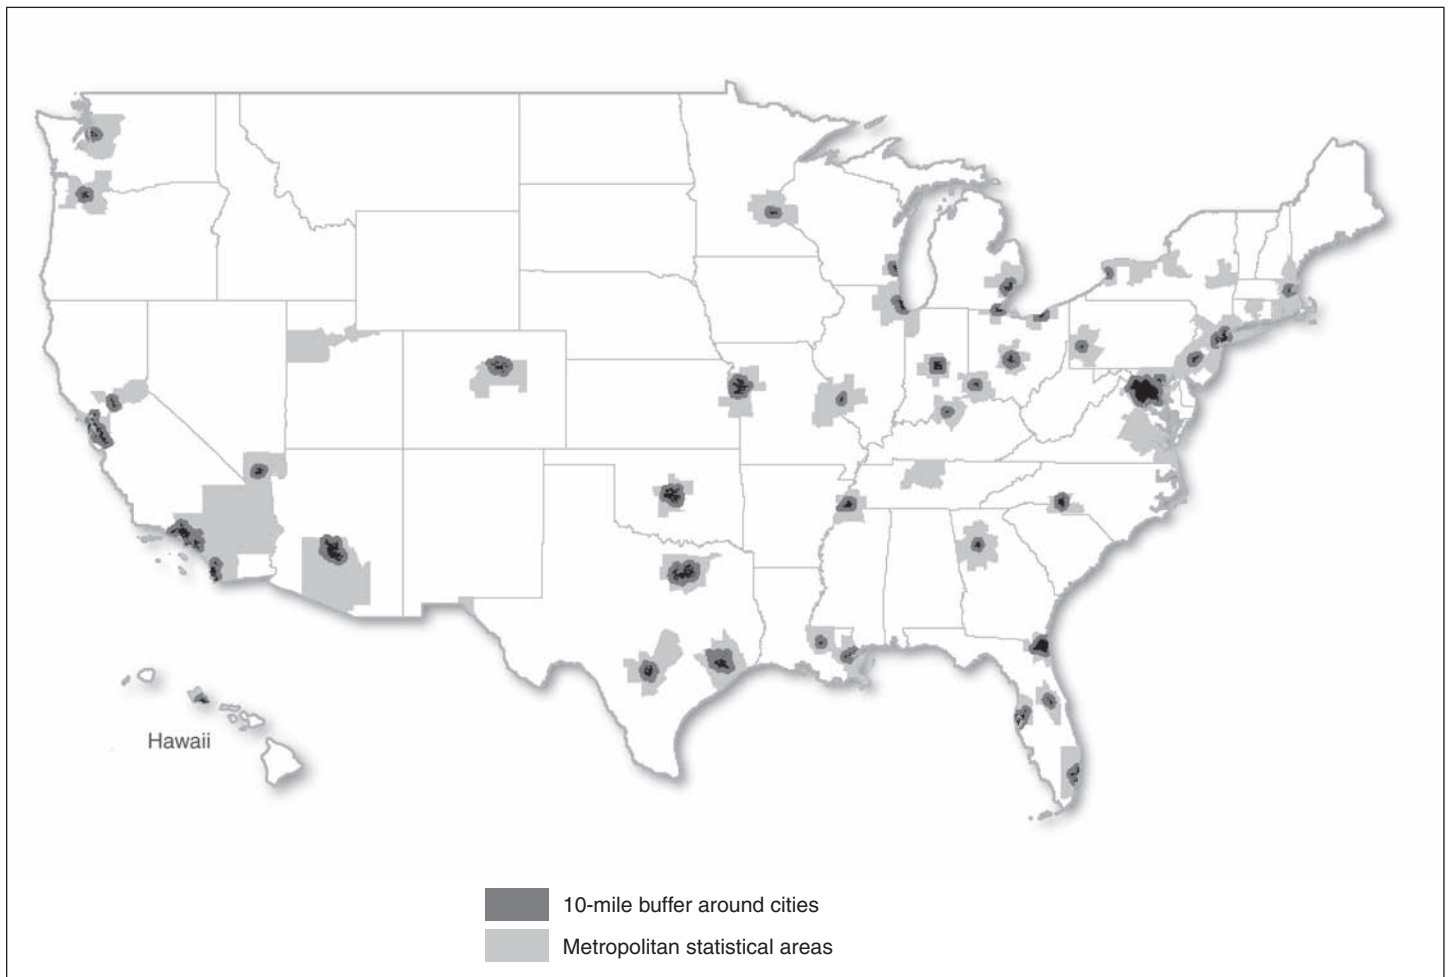 Hawaii
10-mile buffer around cities
Metropolitan statistical areas